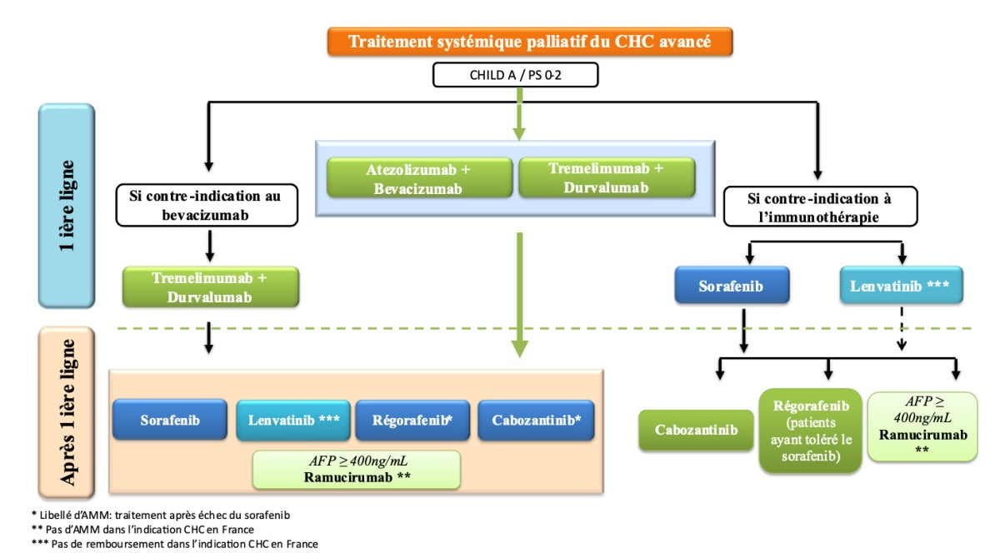 Traitement systémique palliatif du CHC avancé
CHILD A / PS 0-2
1 ière ligne
Atezolizumab +
Bevacizumab
Tremelimumab +
Durvalumab
Si contre-indication au
bevacizumab
Si contre-indication à
l’immunothérapie
Tremelimumab +
Durvalumab
Sorafenib
Lenvatinib ***
Après 1 ière ligne
Sorafenib
Lenvatinib ***
Régorafenib*
Cabozantinib*
AFP ≥ 400ng/mL
Ramucirumab **
Cabozantinib
Régorafenib
(patients
ayant toléré le
sorafenib)
AFP ≥
400ng/mL
Ramucirumab
**
* Libellé d’AMM: traitement après échec du sorafenib
** Pas d’AMM dans l’indication CHC en France
*** Pas de remboursement dans l’indication CHC en France